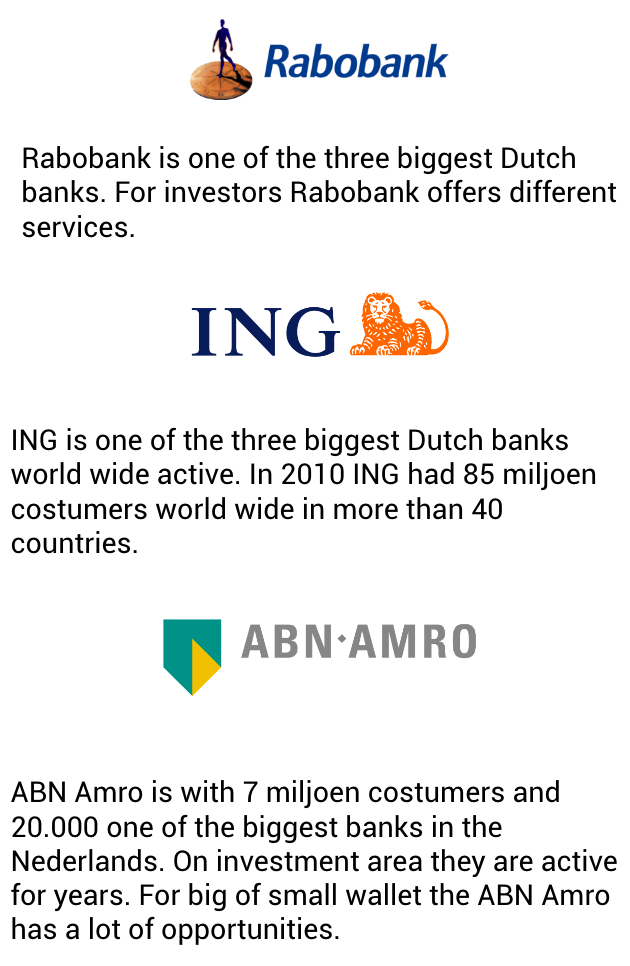 Rabobank
Rabobank is one of the three biggest Dutch
banks. For investors Rabobank offers different
services.
ING
ING is one of the three biggest Dutch banks
world wide active. In 2010 ING had 85 miljoen
costumers world wide in more than 40
countries.
ABN·AMRO
ABN Amro is with 7 miljoen costumers and
20.000 one of the biggest banks in the
Nederlands. On investment area they are active
for years. For big of small wallet the ABN Amro
has a lot of opportunities.